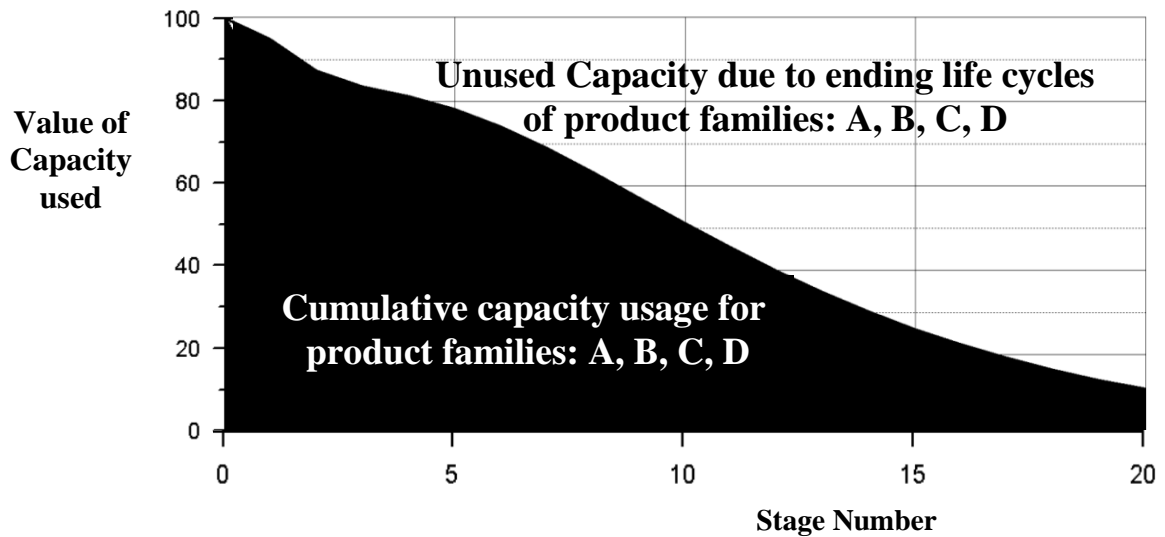 100
80
60
40
20
0
Value of
Capacity
used
Unused Capacity due to ending life cycles
of product families: A, B, C, D
Cumulative capacity usage for
product families: A, B, C, D
0 5 10 15 20
Stage Number